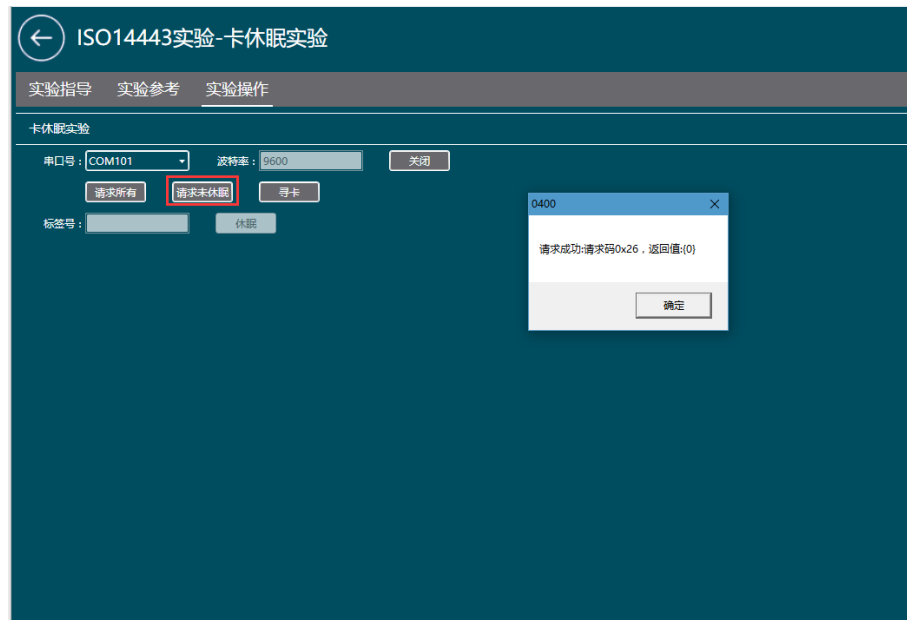 ISO14443实验-卡休眠实验
实验指导 实验参考 实验操作
卡休眠实验
串口号： COM101 波特率： 9600 关闭
请求所有 请求未休眠 寻卡
标签号： 休眠
0400
请求成功:请求码0x26，返回值:{0}
确定